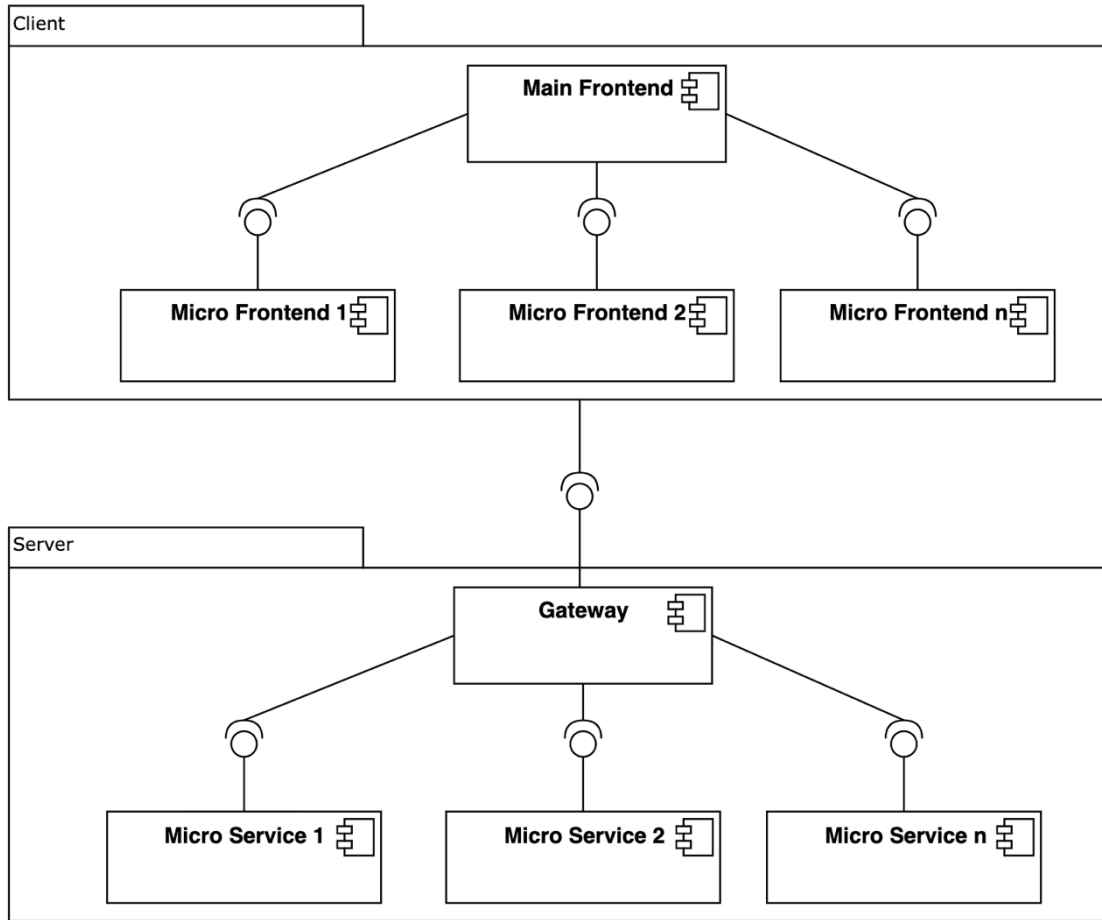 Client
Main Frontend
Micro Frontend 1
Micro Frontend 2
Micro Frontend n
Server
Gateway
Micro Service 1
Micro Service 2
Micro Service n